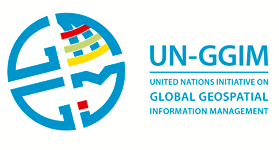 UN-GGIM
UNITED NATIONS INITIATIVE ON
GLOBAL GEOSPATIAL
INFORMATION MANAGEMENT